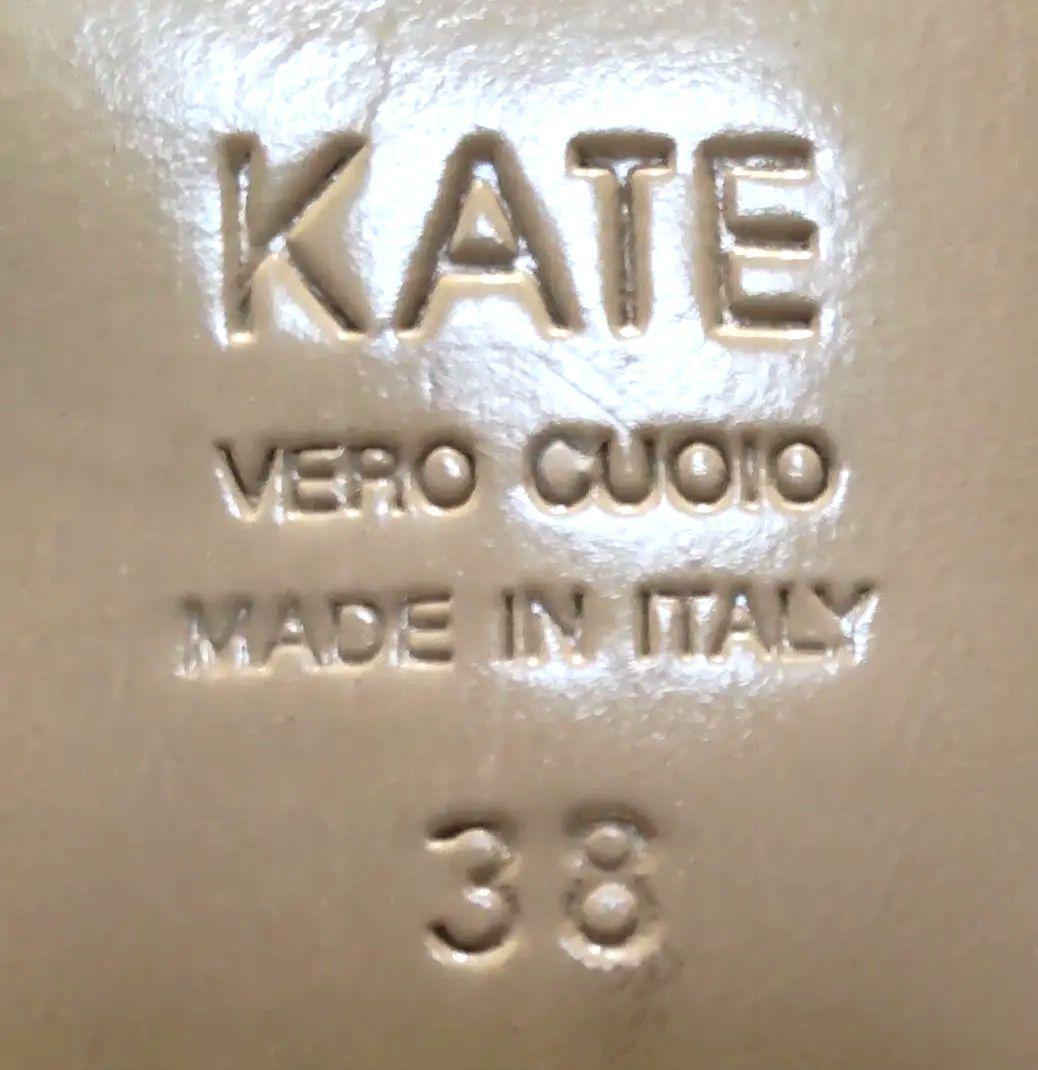 KATE
VERO CUOIO
MADE IN ITALY
38